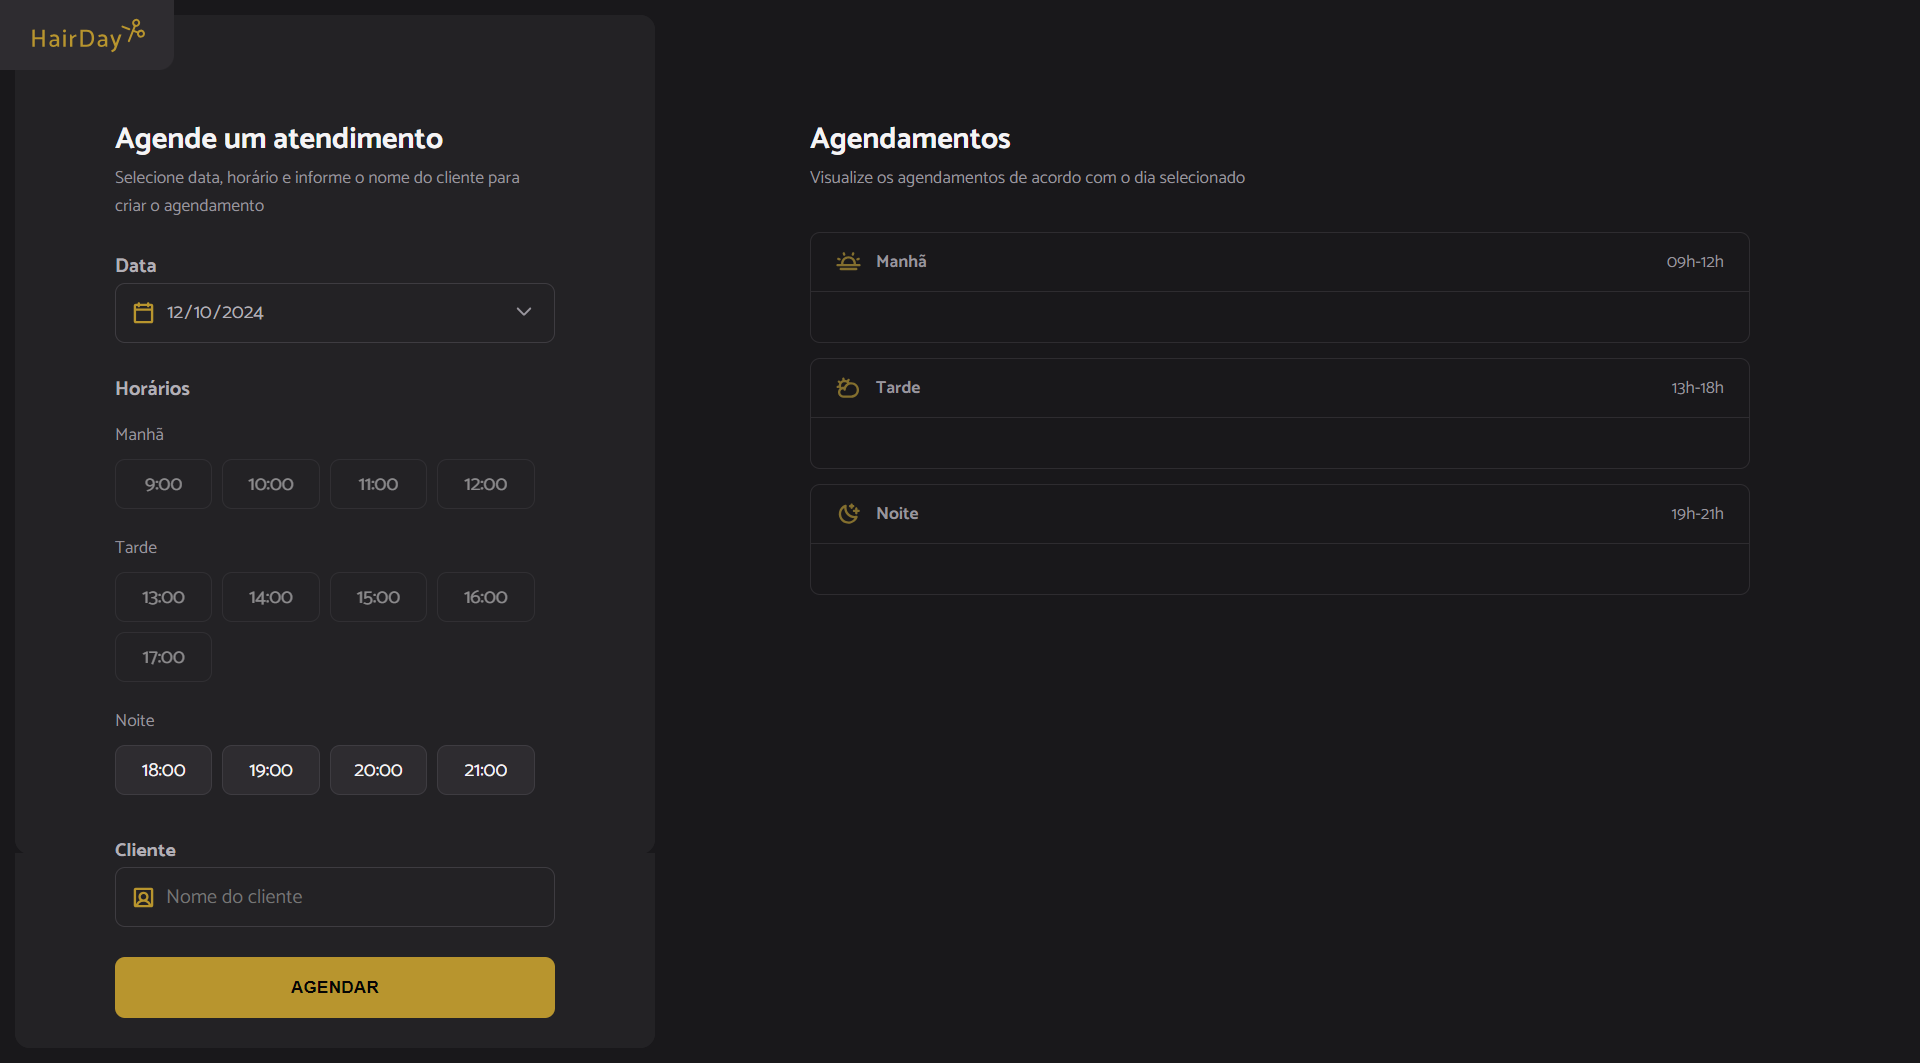 HairDay
Agende um atendimento
Selecione data, horário e informe o nome do cliente para
criar o agendamento
Data
12/10/2024
Horários
Manhã
9:00 10:00 11:00 12:00
Tarde
13:00 14:00 15:00 16:00
17:00
Noite
18:00 19:00 20:00 21:00
Cliente
Nome do cliente
AGENDAR
Agendamentos
Visualize os agendamentos de acordo com o dia selecionado
Manhã 09h-12h
Tarde 13h-18h
Noite 19h-21h